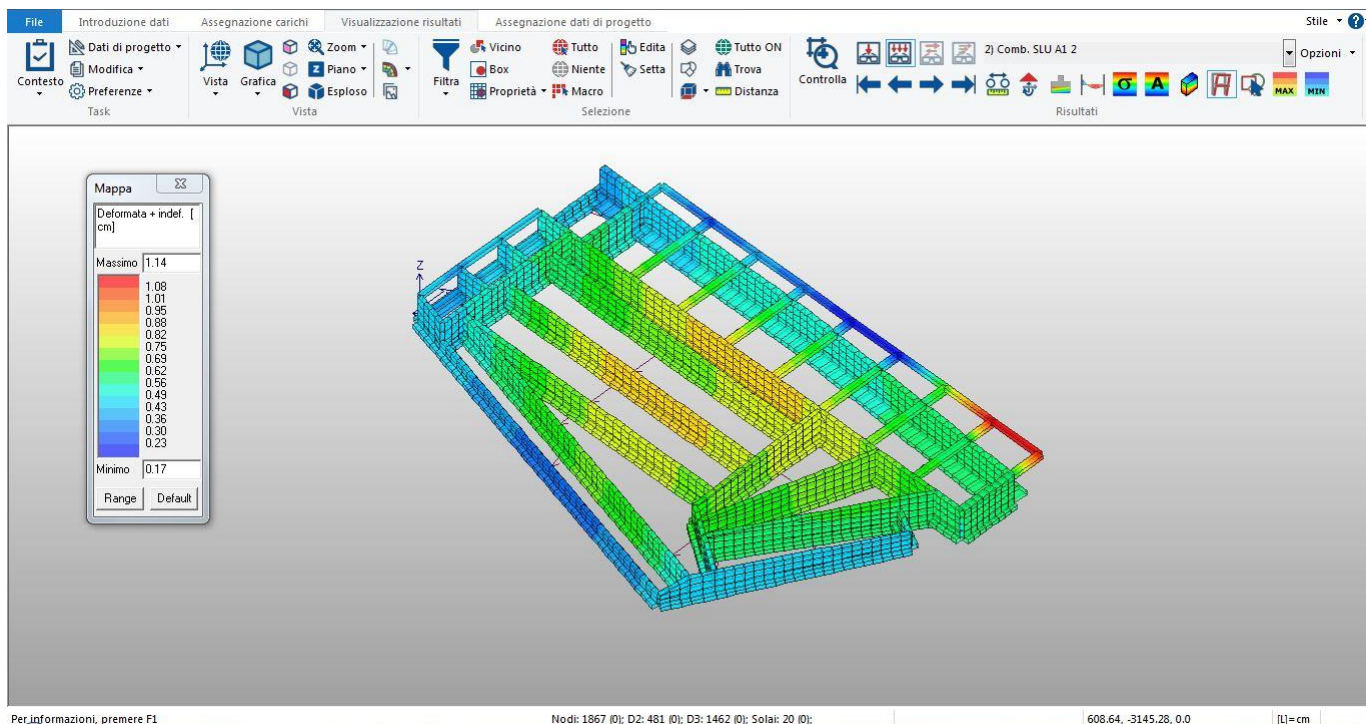 File Introduzione dati Assegnazione carichi Visualizzazione risultati Assegnazione dati di progetto Stile
Contesto
Dati di progetto
Modifica
Preferenze
Task
Vista
Grafica
Zoom
Piano
Esploso
Vista
Filtra
Vicino
Box
Proprietà
Tutto
Niente
Macro
Edita
Setta
Tutto ON
Trova
Distanza
Selezione
Controlla
2) Comb. SLU A1 2
Opzioni
σ
A
MAX
MIN
Risultati
Mappa
Deformata + indef. [
cm]
Massimo 1.14
1.08
1.01
0.95
0.88
0.82
0.75
0.69
0.62
0.56
0.49
0.43
0.36
0.30
0.23
Minimo 0.17
Range Default
Z
Per informazioni, premere F1 Nodi: 1867 (0); D2: 481 (0); D3: 1462 (0); Solai: 20 (0); 608.64, -3145.28, 0.0 [L]=cm